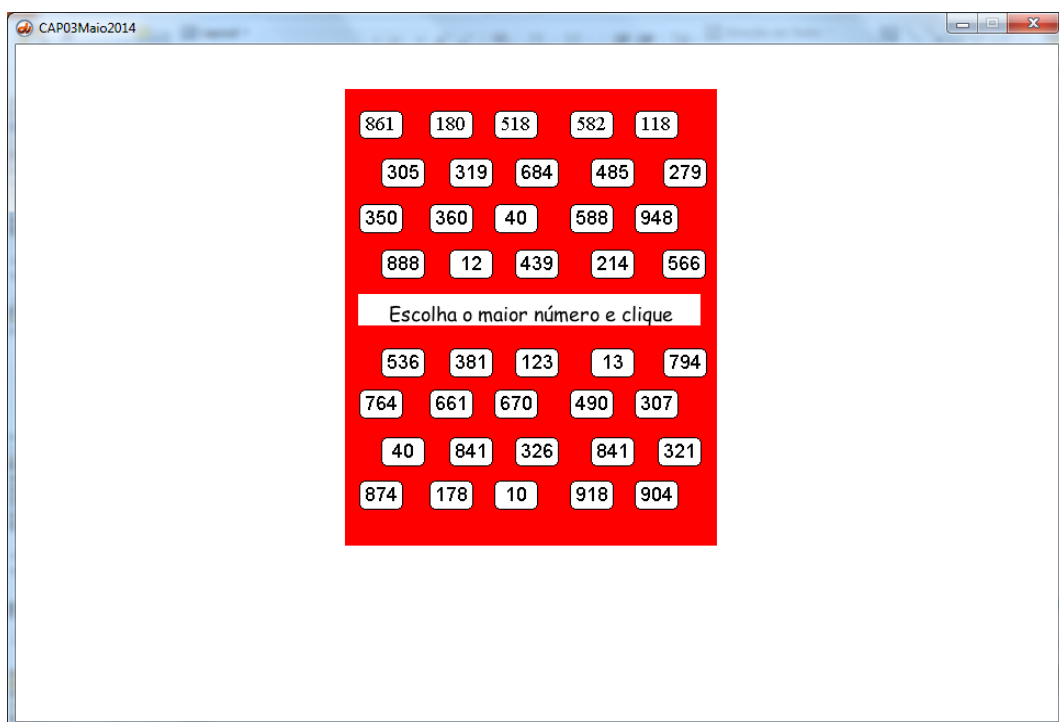 CAP03Maio2014
861 180 518 582 118
305 319 684 485 279
350 360 40 588 948
888 12 439 214 566
Escolha o maior número e clique
536 381 123 13 794
764 661 670 490 307
40 841 326 841 321
874 178 10 918 904